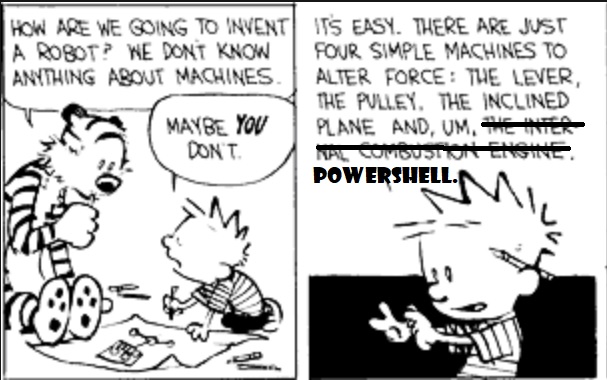 HOW ARE WE GOING TO INVENT
A ROBOT? WE DON'T KNOW
ANYTHING ABOUT MACHINES.
MAYBE YOU
DON'T.
IT'S EASY. THERE ARE JUST
FOUR SIMPLE MACHINES TO
ALTER FORCE: THE LEVER,
THE PULLEY. THE INCLINED
PLANE AND, UM, THE INTER-
NAL COMBUSTION ENGINE.
POWERSHELL.